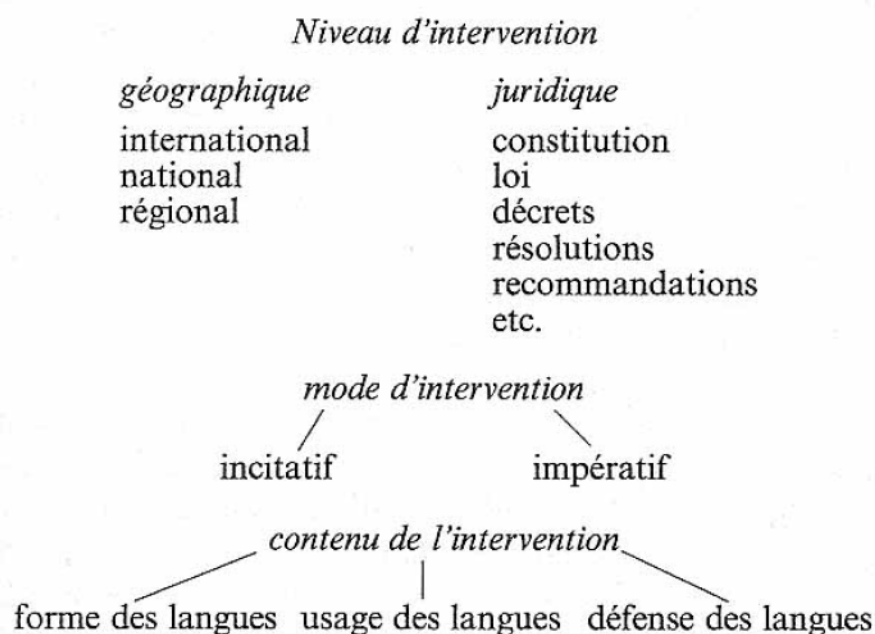 Niveau d'intervention
géographique juridique
international constitution
national loi
régional décrets
résolutions
recommandations
etc.
mode d'intervention
incitatif impératif
contenu de l'intervention
forme des langues usage des langues défense des langues